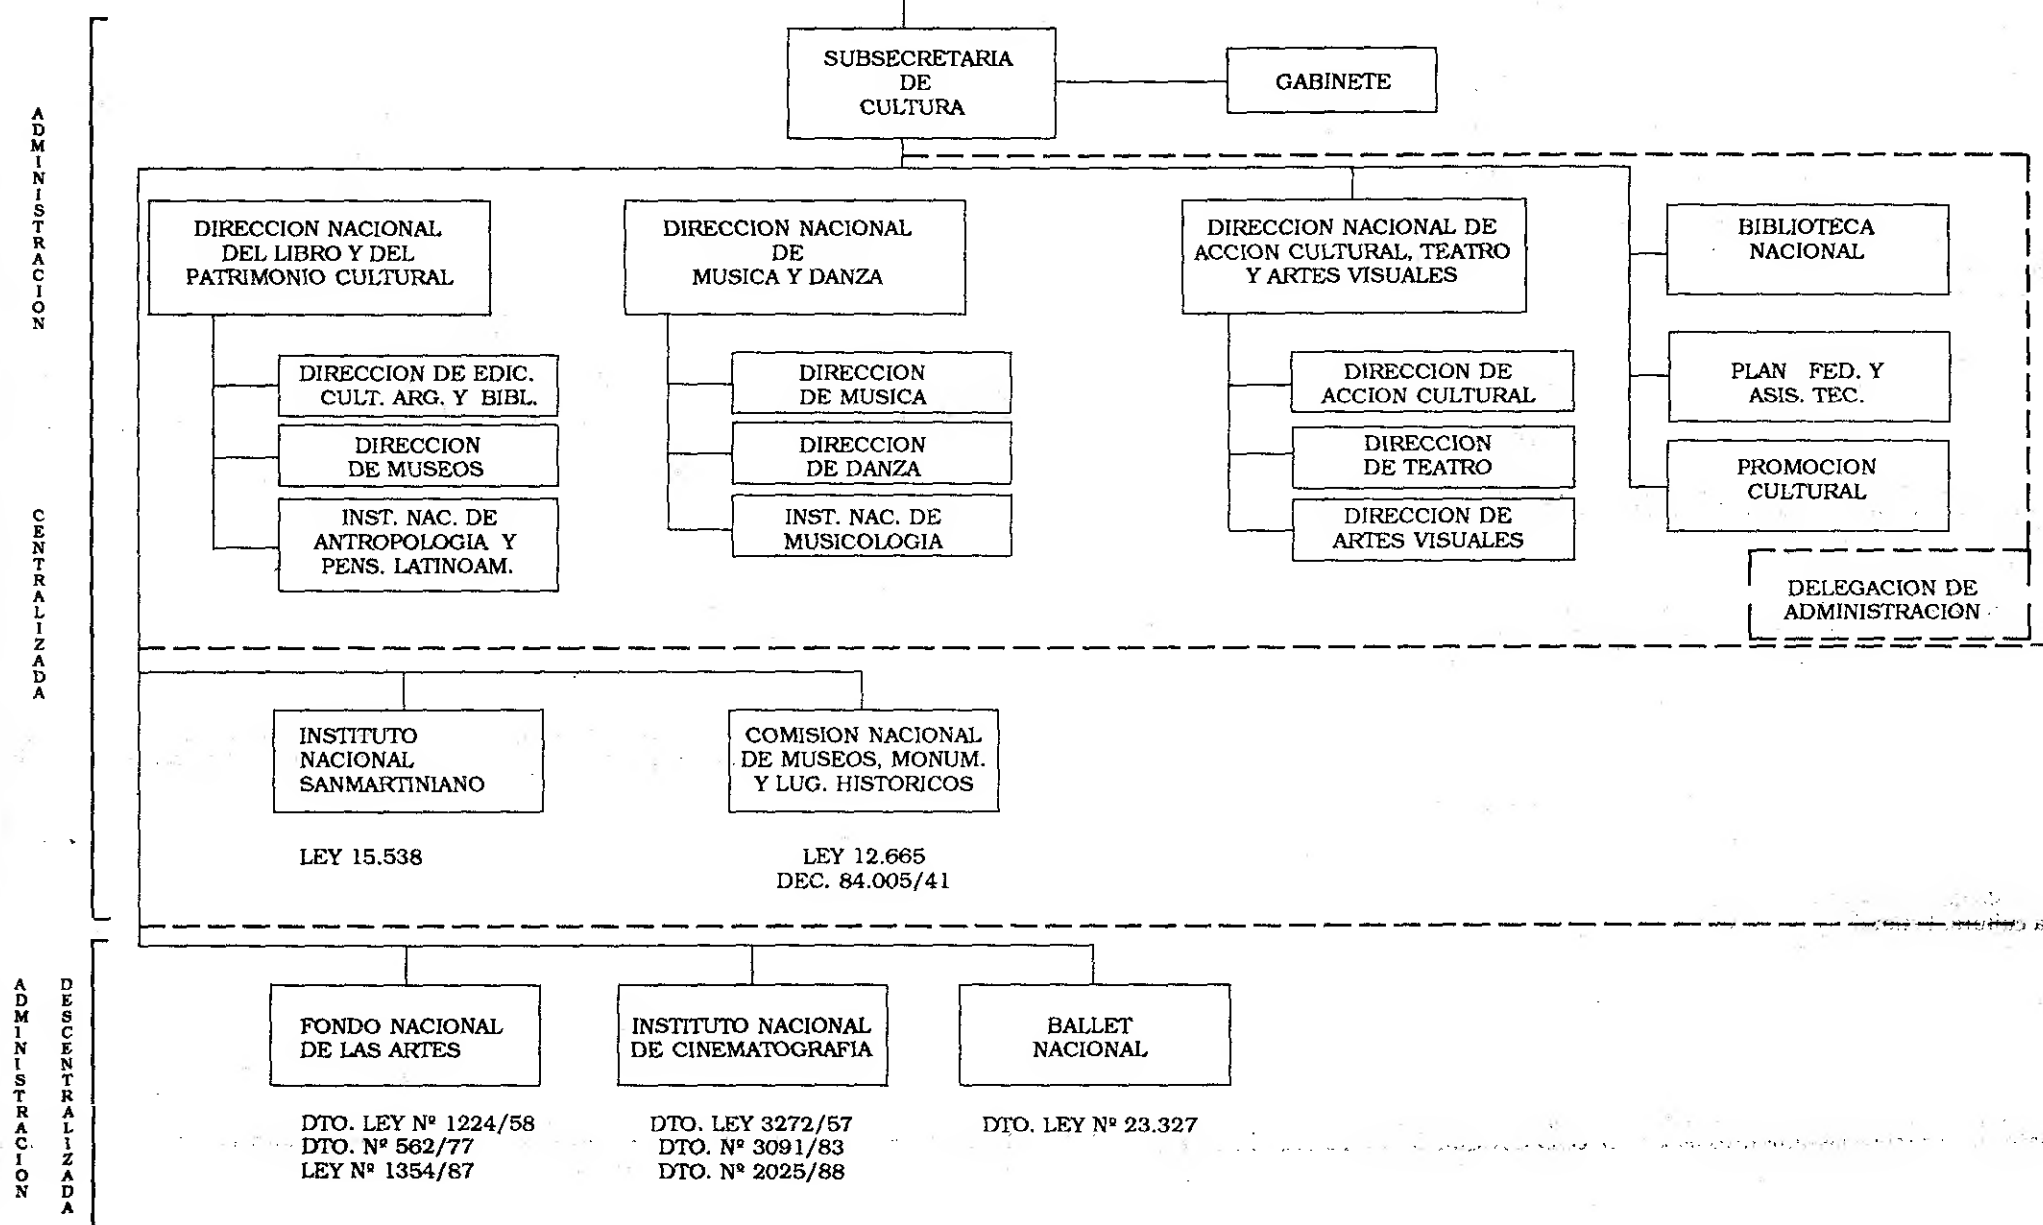 SUBSECRETARIA
DE
CULTURA
GABINETE
ADMINISTRACION
CENTRALIZADA
DIRECCION NACIONAL
DEL LIBRO Y DEL
PATRIMONIO CULTURAL
DIRECCION DE EDIC.
CULT. ARG. Y BIBL.
DIRECCION
DE MUSEOS
INST. NAC. DE
ANTROPOLOGIA Y
PENS. LATINOAM.
DIRECCION NACIONAL
DE
MUSICA Y DANZA
DIRECCION
DE MUSICA
DIRECCION
DE DANZA
INST. NAC. DE
MUSICOLOGIA
DIRECCION NACIONAL DE
ACCION CULTURAL, TEATRO
Y ARTES VISUALES
DIRECCION DE
ACCION CULTURAL
DIRECCION
DE TEATRO
DIRECCION DE
ARTES VISUALES
BIBLIOTECA
NACIONAL
PLAN FED. Y
ASIS. TEC.
PROMOCION
CULTURAL
DELEGACION DE
ADMINISTRACION
INSTITUTO
NACIONAL
SANMARTINIANO
LEY 15.538
COMISION NACIONAL
DE MUSEOS, MONUM.
Y LUG. HISTORICOS
LEY 12.665
DEC. 84.005/41
ADMINISTRACION
DESCENTRALIZADA
FONDO NACIONAL
DE LAS ARTES
DTO. LEY Nº 1224/58
DTO. Nº 562/77
LEY Nº 1354/87
INSTITUTO NACIONAL
DE CINEMATOGRAFIA
DTO. LEY 3272/57
DTO. Nº 3091/83
DTO. Nº 2025/88
BALLET
NACIONAL
DTO. LEY Nº 23.327